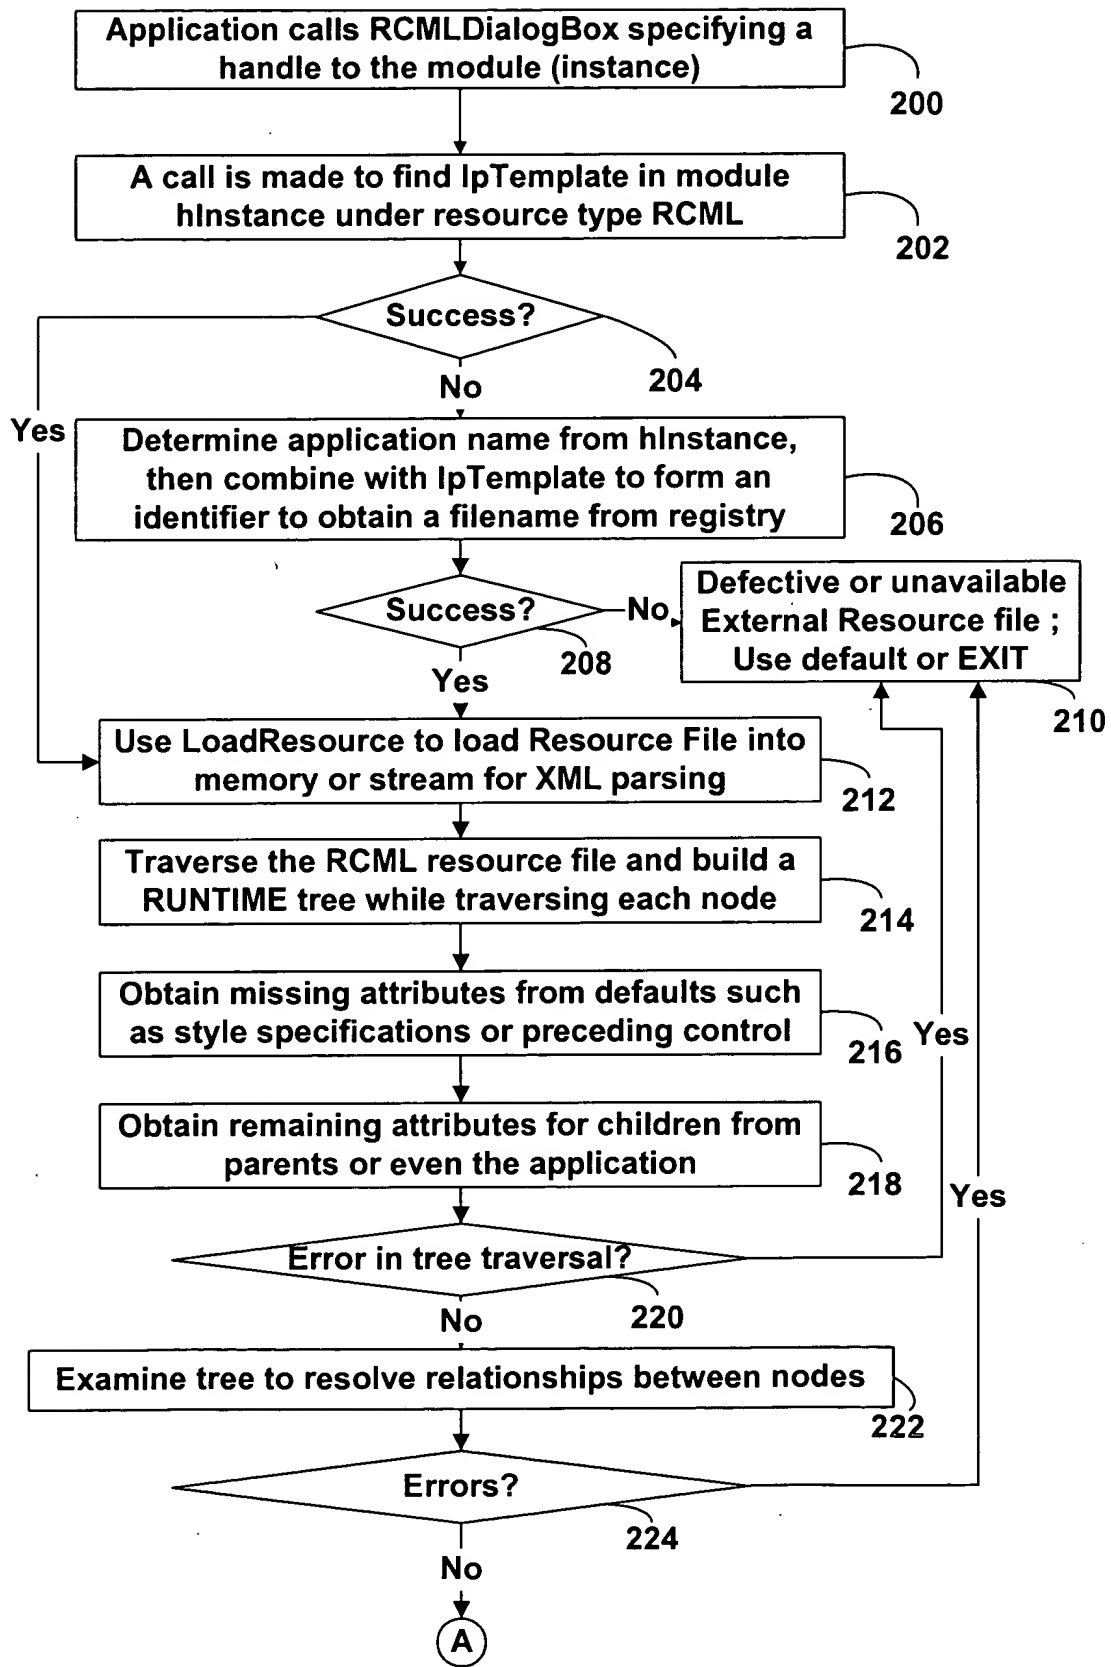 Application calls RCMLDialogBox specifying a
handle to the module (instance)
200
A call is made to find lpTemplate in module
hInstance under resource type RCML
202
Success?
204
No
Yes
Determine application name from hInstance,
then combine with lpTemplate to form an
identifier to obtain a filename from registry
206
Success?
208
No
Defective or unavailable
External Resource file ;
Use default or EXIT
210
Yes
Use LoadResource to load Resource File into
memory or stream for XML parsing
212
Traverse the RCML resource file and build a
RUNTIME tree while traversing each node
214
Obtain missing attributes from defaults such
as style specifications or preceding control
216
Yes
Obtain remaining attributes for children from
parents or even the application
218
Yes
Error in tree traversal?
220
No
Examine tree to resolve relationships between nodes
222
Errors?
224
No
A